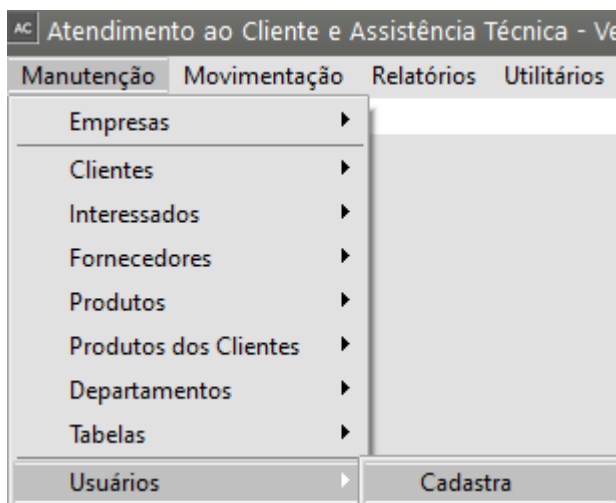 AC Atendimento ao Cliente e Assistência Técnica - Ve
Manutenção Movimentação Relatórios Utilitários
Empresas
Clientes
Interessados
Fornecedores
Produtos
Produtos dos Clientes
Departamentos
Tabelas
Usuários Cadastra